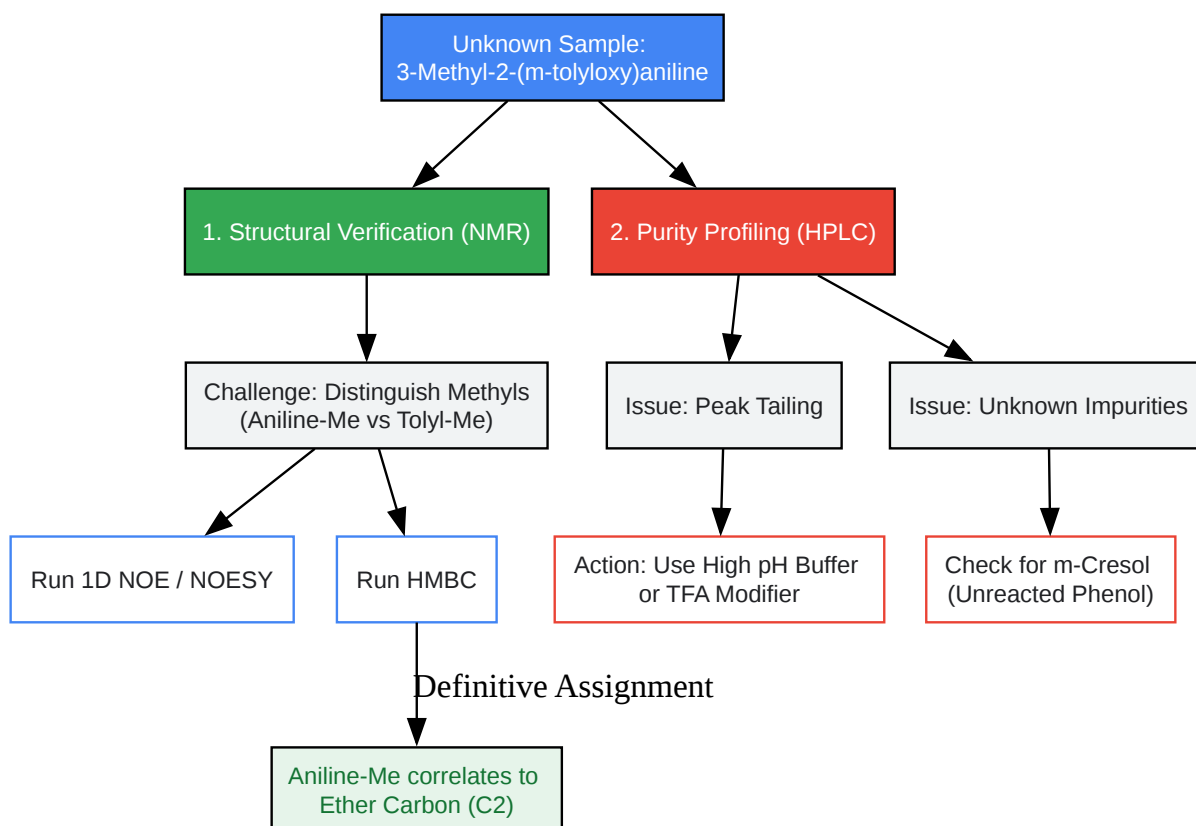 Unknown Sample:
3-Methyl-2-(m-tolyloxy)aniline
1. Structural Verification (NMR)
2. Purity Profiling (HPLC)
Challenge: Distinguish Methyls
(Aniline-Me vs Tolyl-Me)
Issue: Peak Tailing
Issue: Unknown Impurities
Run 1D NOE / NOESY
Run HMBC
Action: Use High pH Buffer
or TFA Modifier
Check for m-Cresol
(Unreacted Phenol)
Definitive Assignment
Aniline-Me correlates to
Ether Carbon (C2)